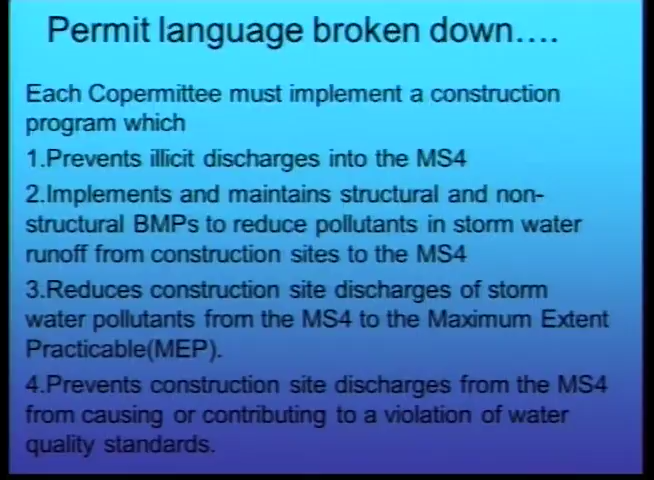 Permit language broken down....
Each Copermittee must implement a construction
program which
1.Prevents illicit discharges into the MS4
2.Implements and maintains structural and non-
structural BMPs to reduce pollutants in storm water
runoff from construction sites to the MS4
3.Reduces construction site discharges of storm
water pollutants from the MS4 to the Maximum Extent
Practicable(MEP).
4.Prevents construction site discharges from the MS4
from causing or contributing to a violation of water
quality standards.